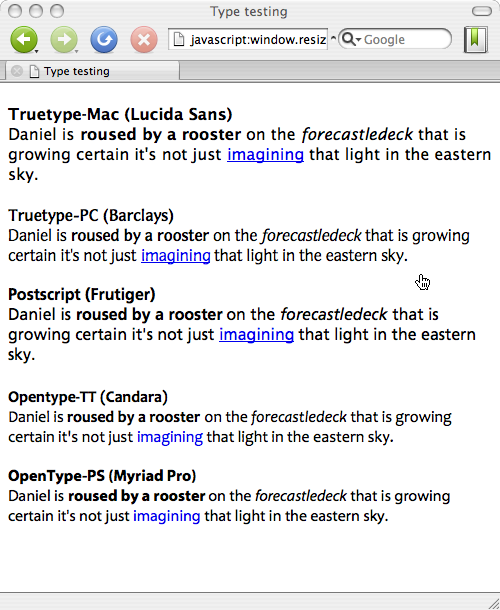 Type testing
javascript:window.resiz
Google
Type testing
Truetype-Mac (Lucida Sans)
Daniel is roused by a rooster on the forecastledeck that is
growing certain it's not just imagining that light in the eastern
sky.
Truetype-PC (Barclays)
Daniel is roused by a rooster on the forecastledeck that is growing
certain it's not just imagining that light in the eastern sky.
Postscript (Frutiger)
Daniel is roused by a rooster on the forecastledeck that is
growing certain it's not just imagining that light in the eastern
sky.
Opentype-TT (Candara)
Daniel is roused by a rooster on the forecastledeck that is growing
certain it's not just imagining that light in the eastern sky.
OpenType-PS (Myriad Pro)
Daniel is roused by a rooster on the forecastledeck that is growing
certain it's not just imagining that light in the eastern sky.